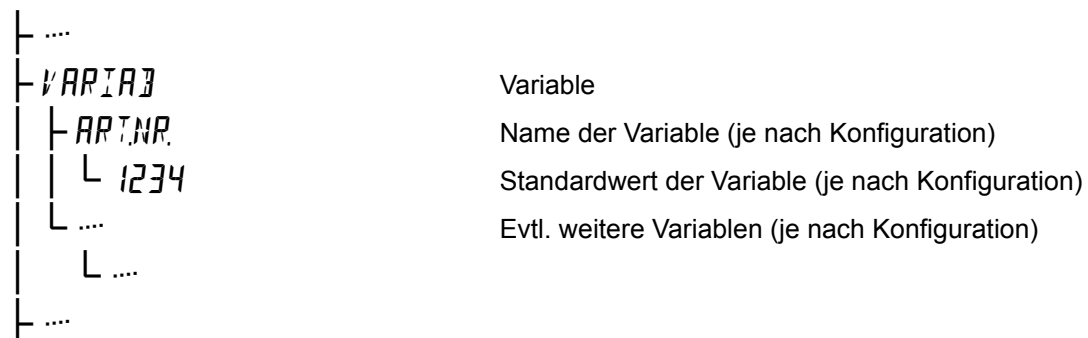 ....
VARIAB Variable
ART.NR. Name der Variable (je nach Konfiguration)
1234 Standardwert der Variable (je nach Konfiguration)
.... Evtl. weitere Variablen (je nach Konfiguration)
....
....